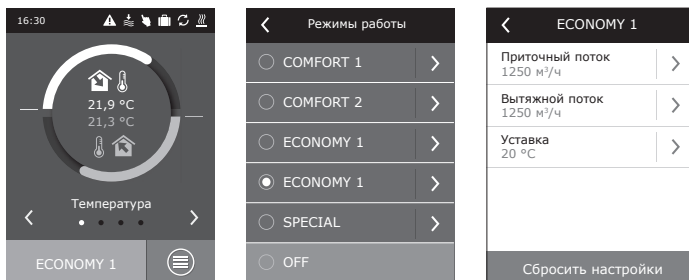 16:30
21,9 °C
21,3 °C
Температура
ECONOMY 1
Режимы работы
COMFORT 1
COMFORT 2
ECONOMY 1
ECONOMY 1
SPECIAL
OFF
ECONOMY 1
Приточный поток
1250 м³/ч
Вытяжной поток
1250 м³/ч
Уставка
20 °C
Сбросить настройки